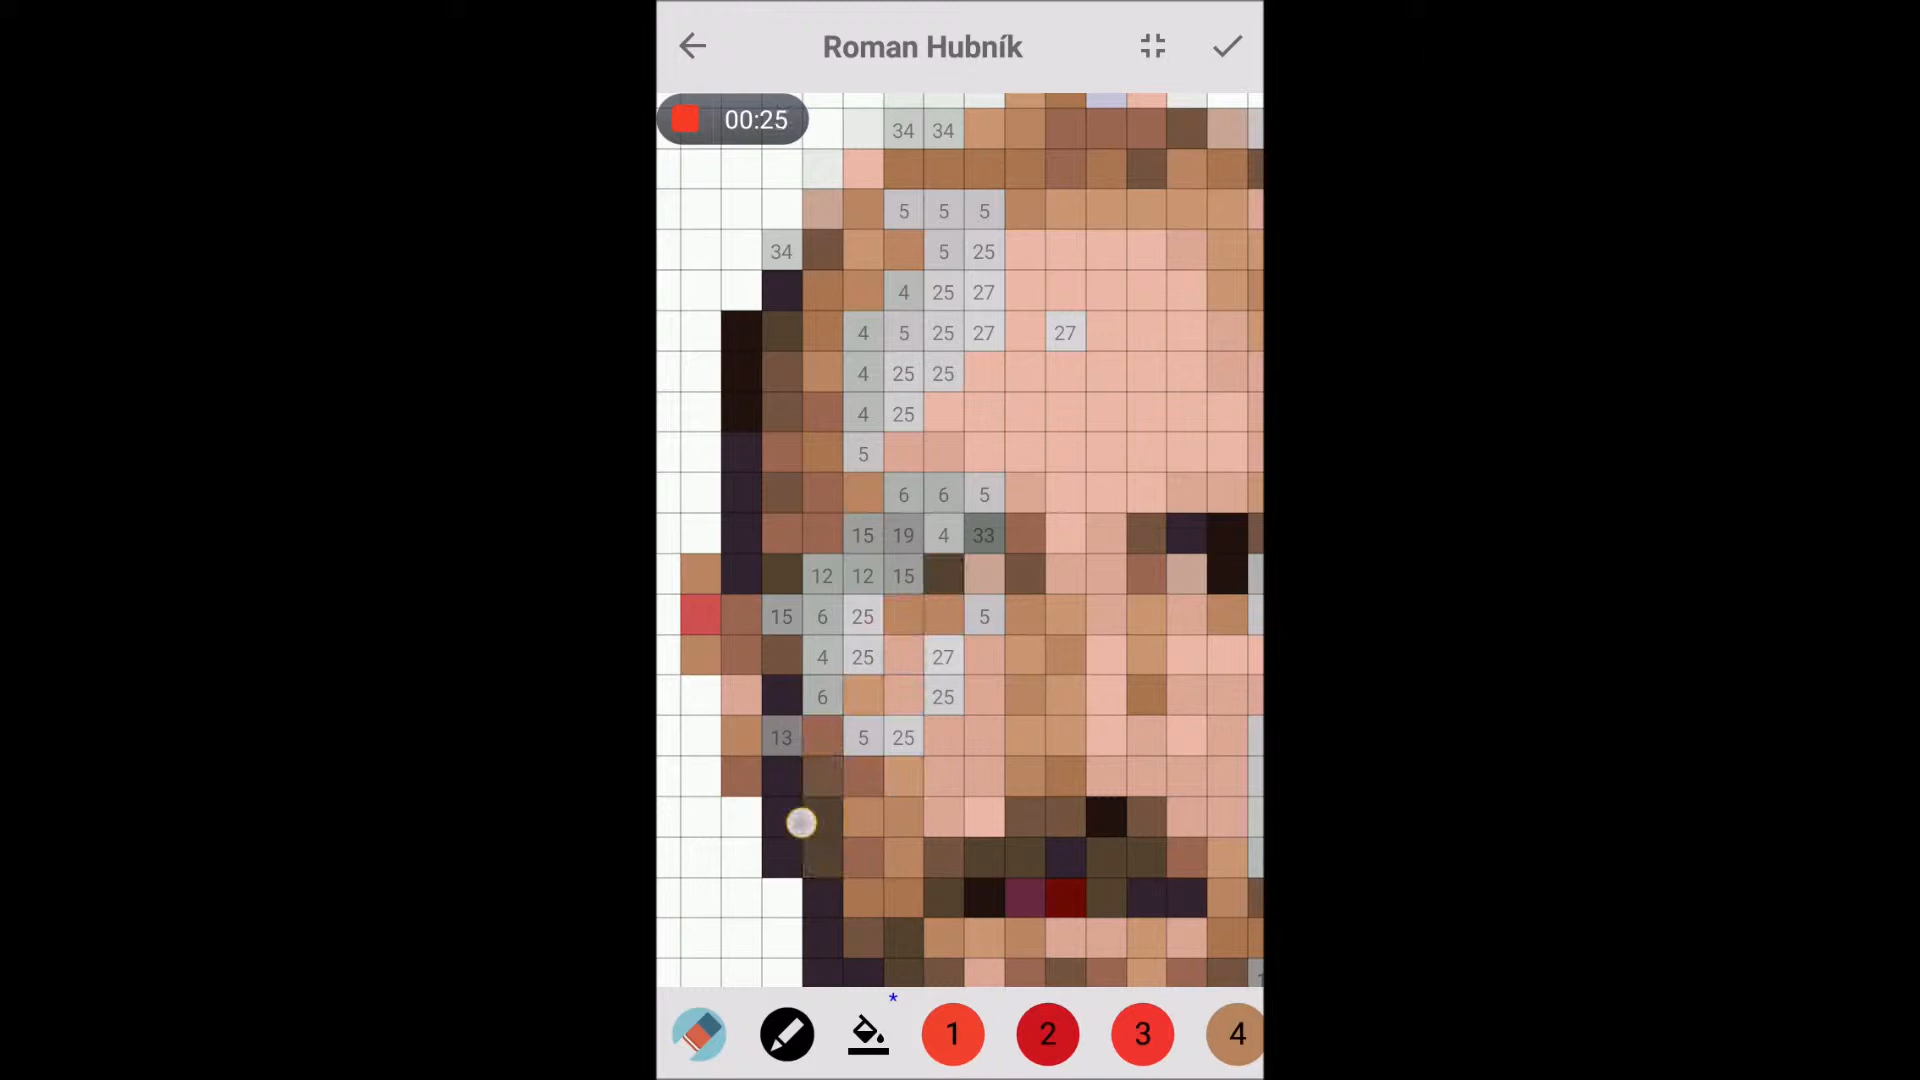 Roman Hubník
00:25
34 34
5 5 5
34 5 25
4 25 27
4 5 25 27 27
4 25 25
4 25
5
6 6 5
15 19 4 33
12 12 15
15 6 25 5
4 25 27
6 25
13 5 25
*
1 2 3 4